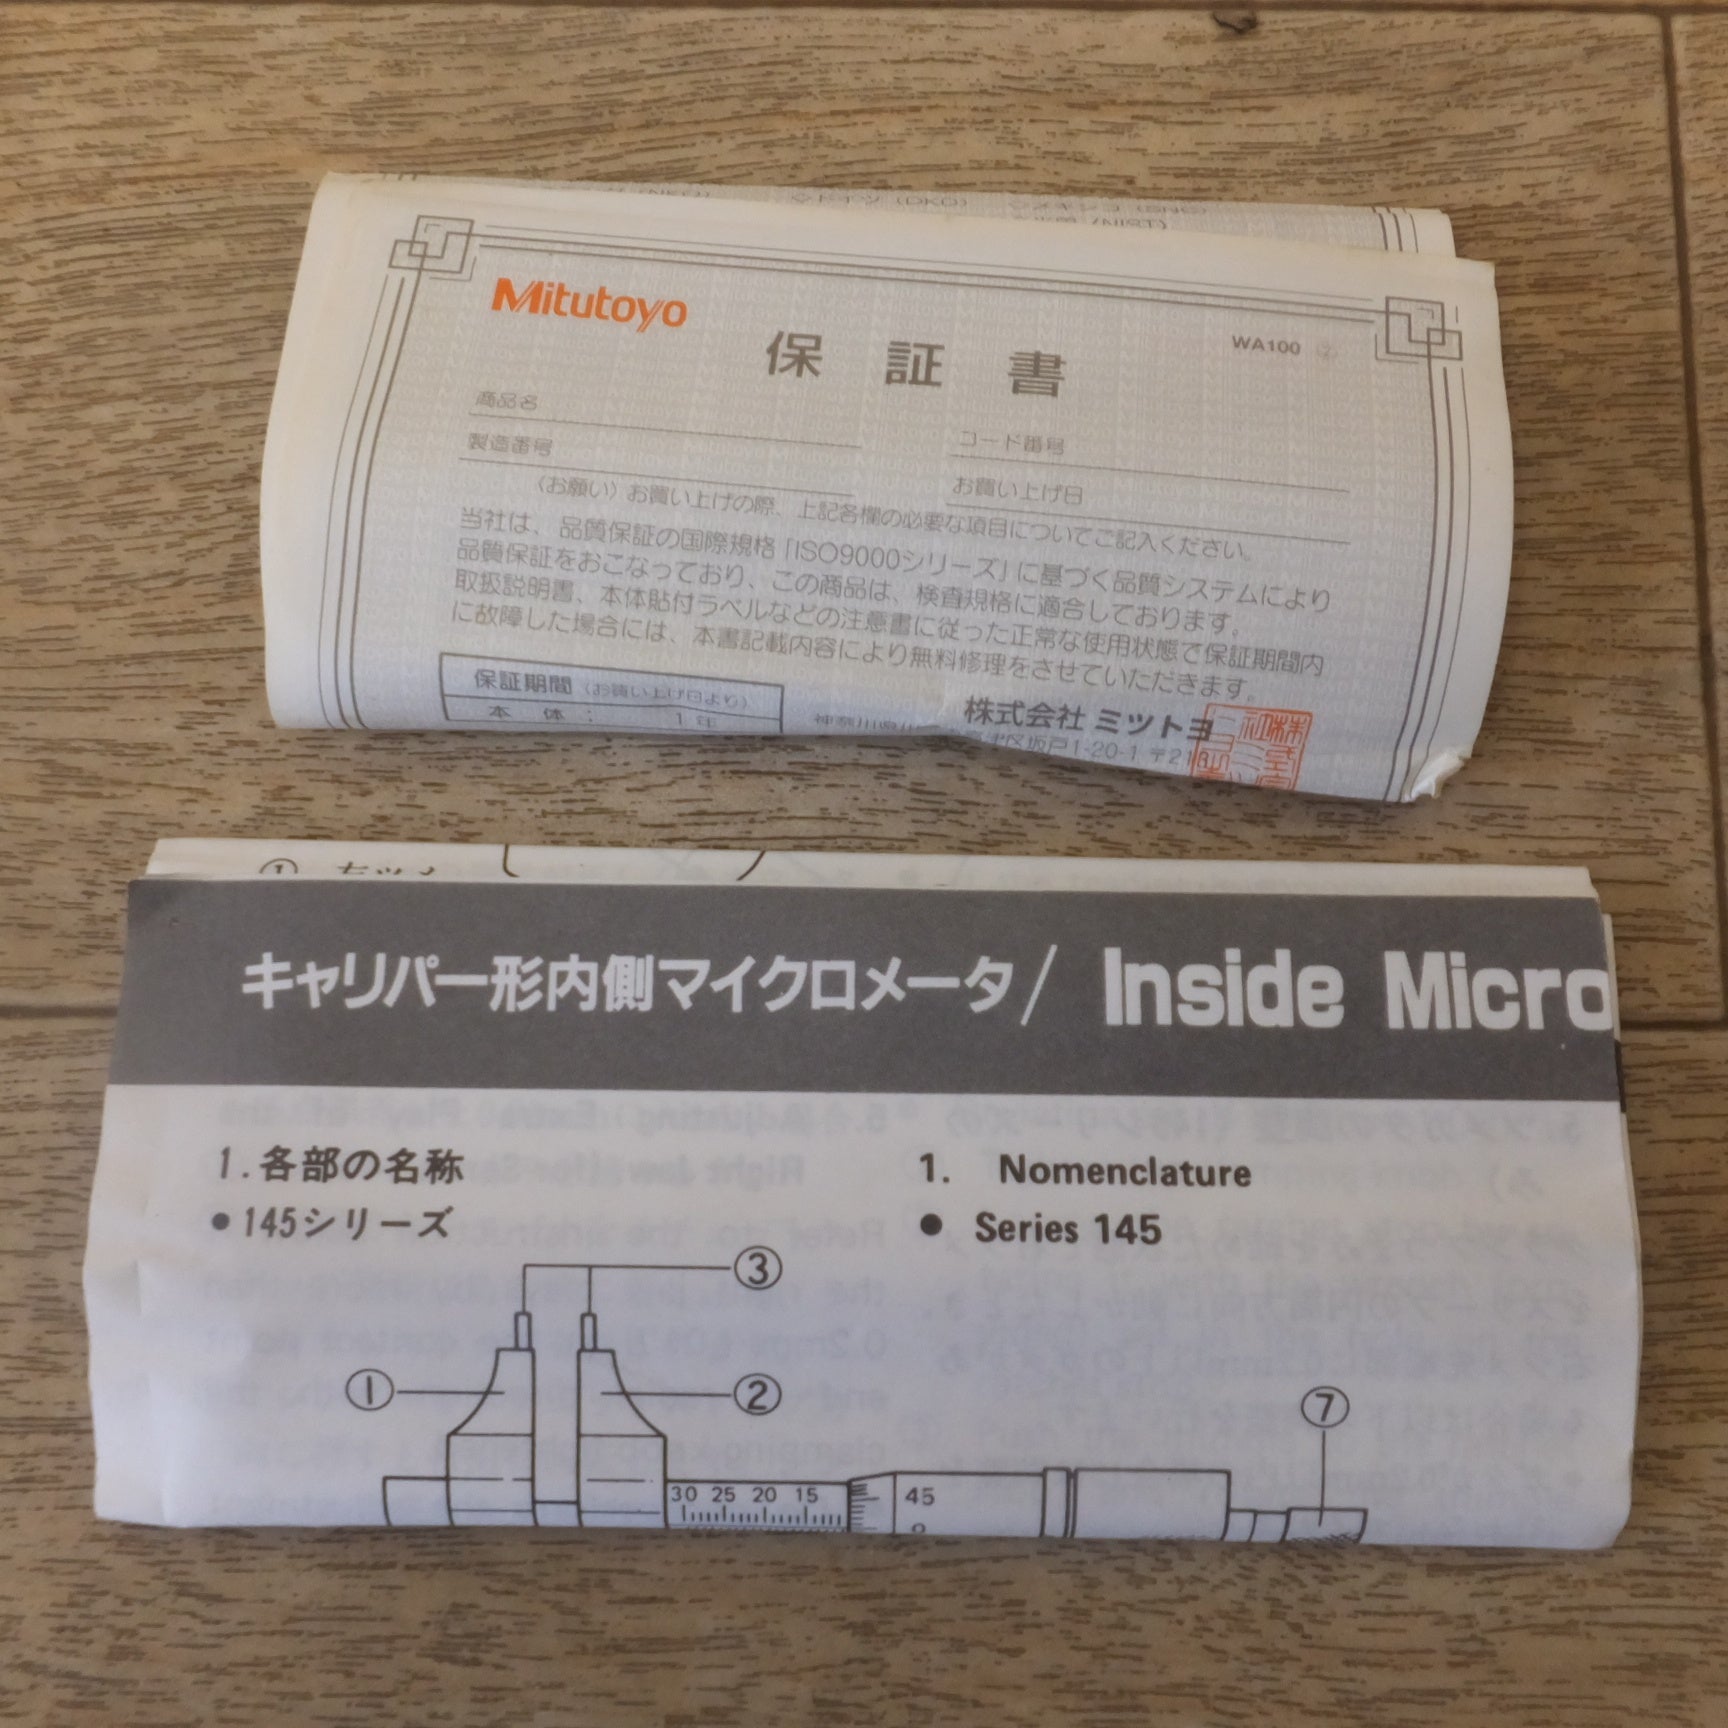 Mitutoyo
保証書
WA100
商品名
コード番号
製造番号
お買い上げ日
(お願い) お買い上げの際、上記各欄の必要な項目についてご記入ください。
当社は、品質保証の国際規格「ISO9000シリーズ」に基づく品質システムにより
品質保証をおこなっており、この商品は、検査規格に適合しております。
取扱説明書、本体貼付ラベルなどの注意書に従った正常な使用状態で保証期間内
に故障した場合には、本書記載内容により無料修理をさせていただきます。
保証期間 (お買い上げ日より)
本 体 : 1年
株式会社 ミツトヨ
神奈川県川
区坂戸1-20-1 〒21
キャリパー形内側マイクロメータ/ Inside Micro
1. 各部の名称
● 145シリーズ
1. Nomenclature
● Series 145
③
① ②
⑦
30 25 20 15
45